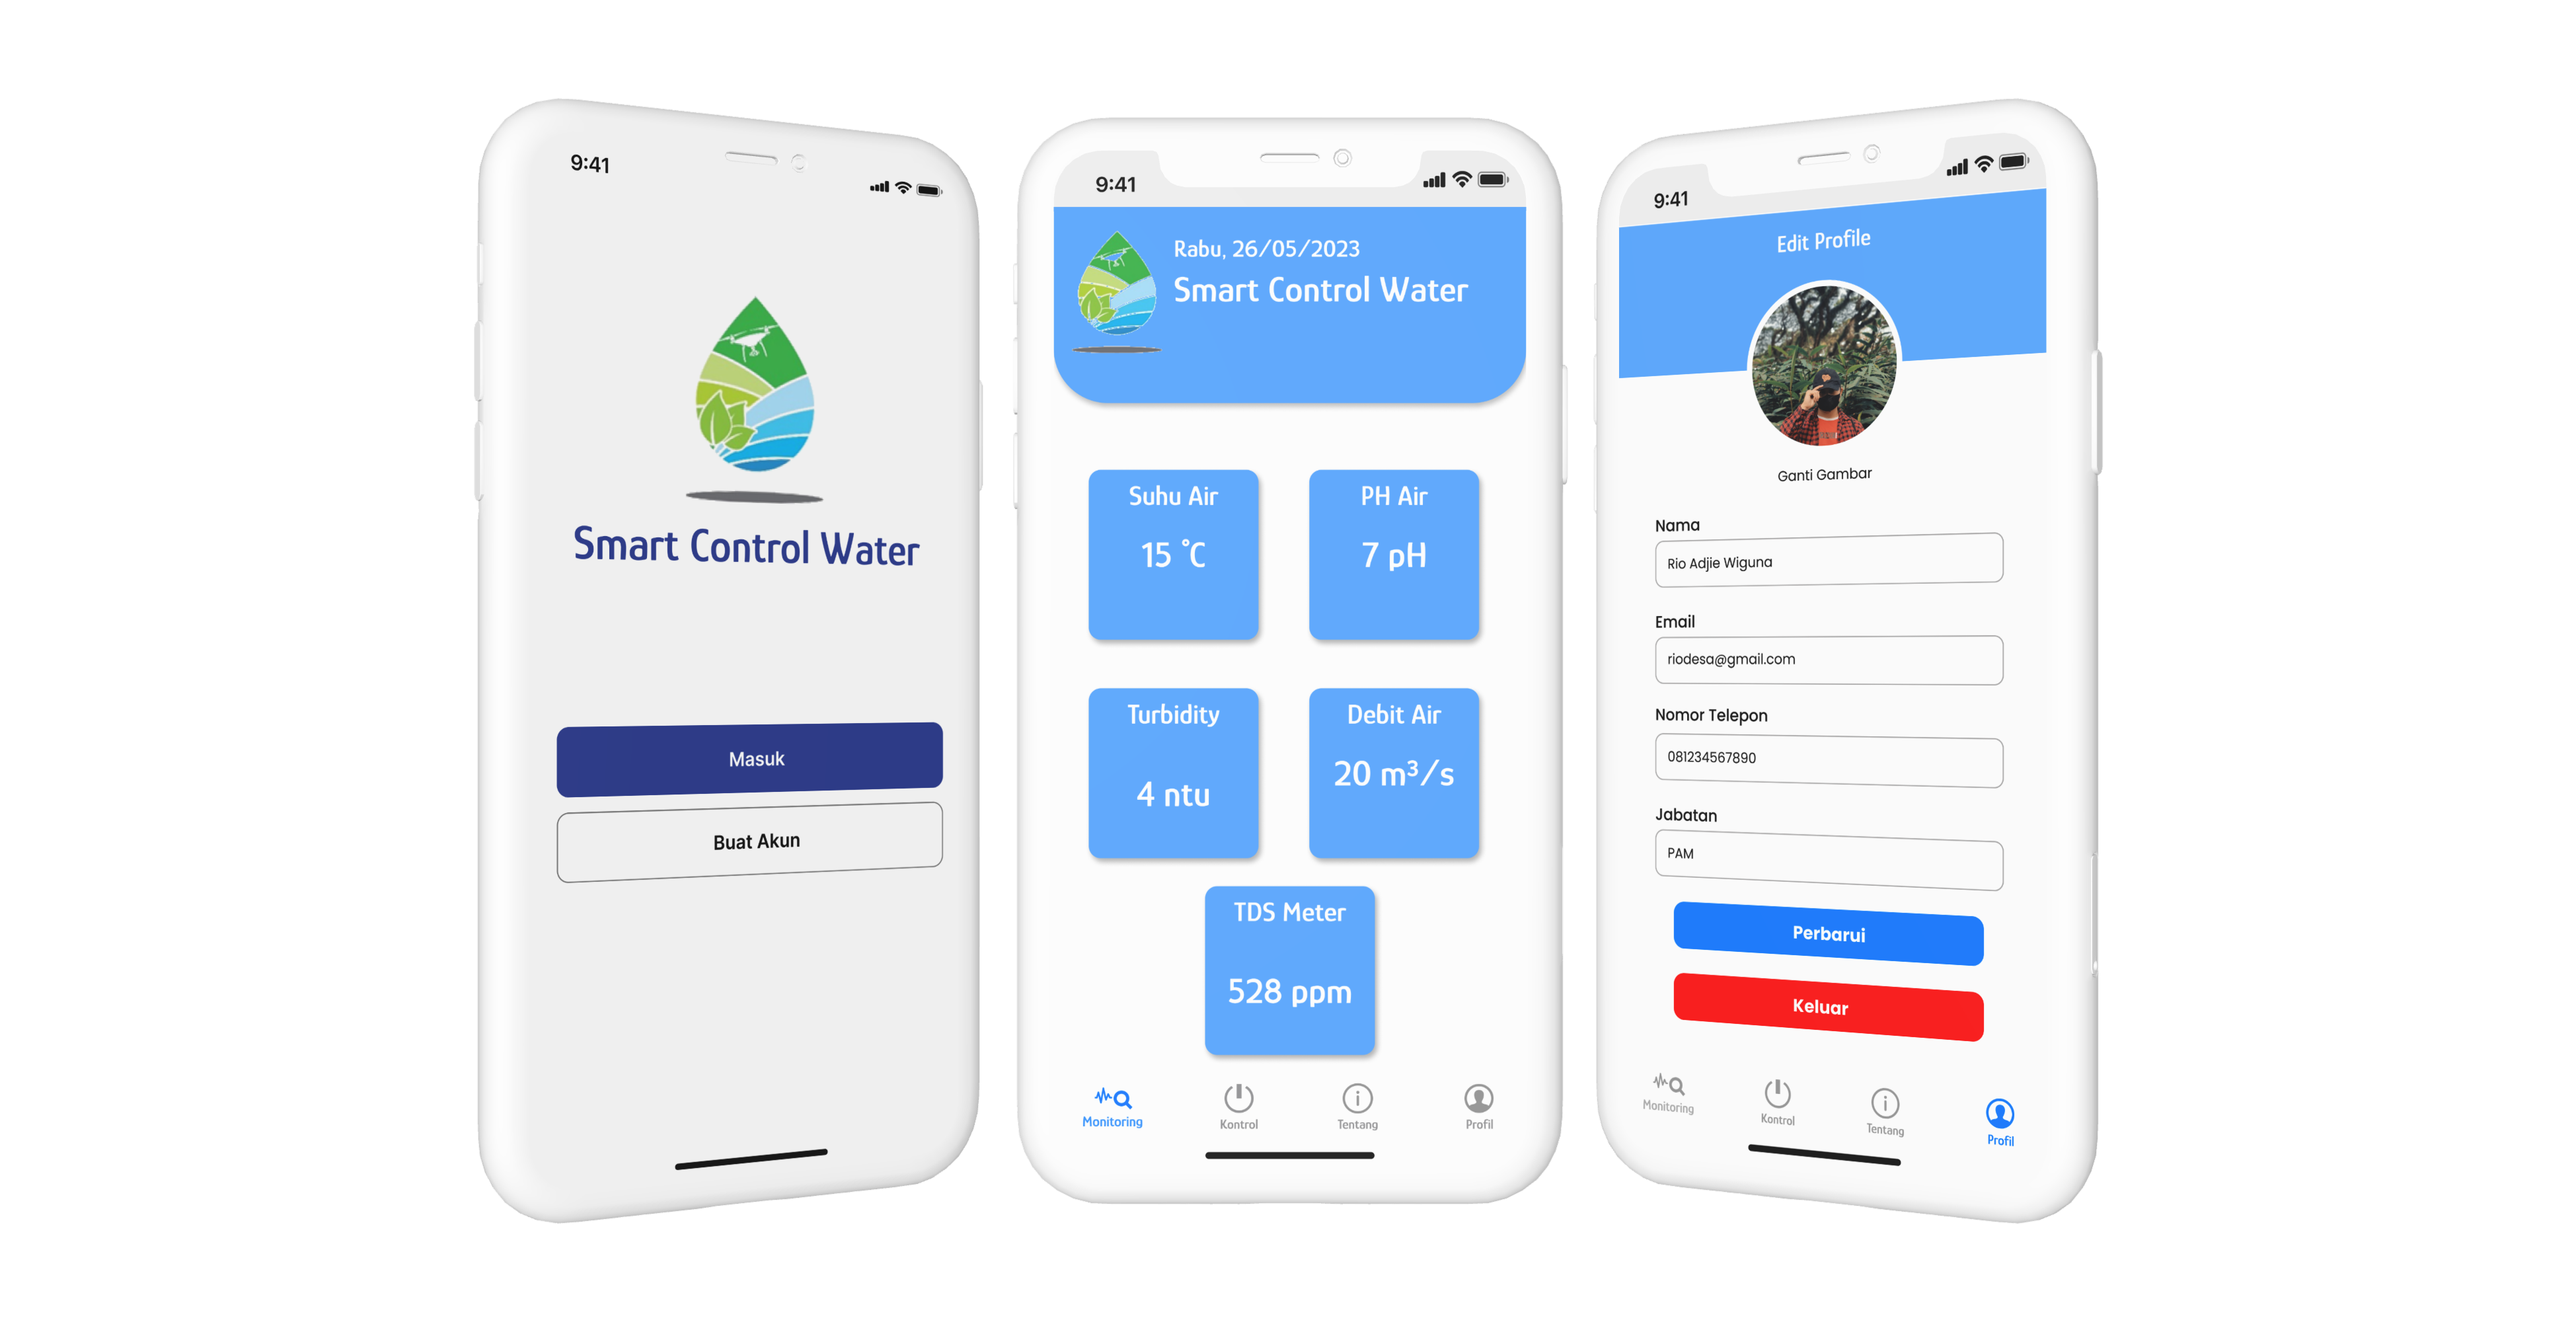 9:41
Smart Control Water
Masuk
Buat Akun
9:41
Rabu, 26/05/2023
Smart Control Water
Suhu Air
15 °C
PH Air
7 pH
Turbidity
4 ntu
Debit Air
20 m³/s
TDS Meter
528 ppm
Monitoring
Kontrol
Tentang
Profil
9:41
Edit Profile
Ganti Gambar
Nama
Rio Adjie Wiguna
Email
riodesa@gmail.com
Nomor Telepon
081234567890
Jabatan
PAM
Perbarui
Keluar
Monitoring
Kontrol
Tentang
Profil